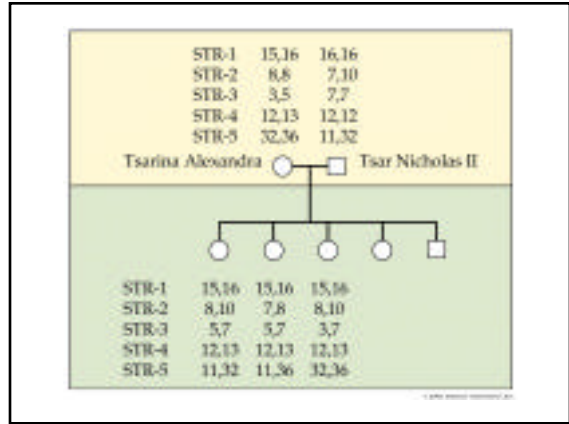 STR-1 15,16 16,16
STR-2 8,8 7,10
STR-3 3,5 7,7
STR-4 12,13 12,12
STR-5 32,36 11,32
Tsarina Alexandra Tsar Nicholas II
STR-1 15,16 15,16 15,16
STR-2 8,10 7,8 8,10
STR-3 5,7 5,7 3,7
STR-4 12,13 12,13 12,13
STR-5 11,32 11,36 32,36